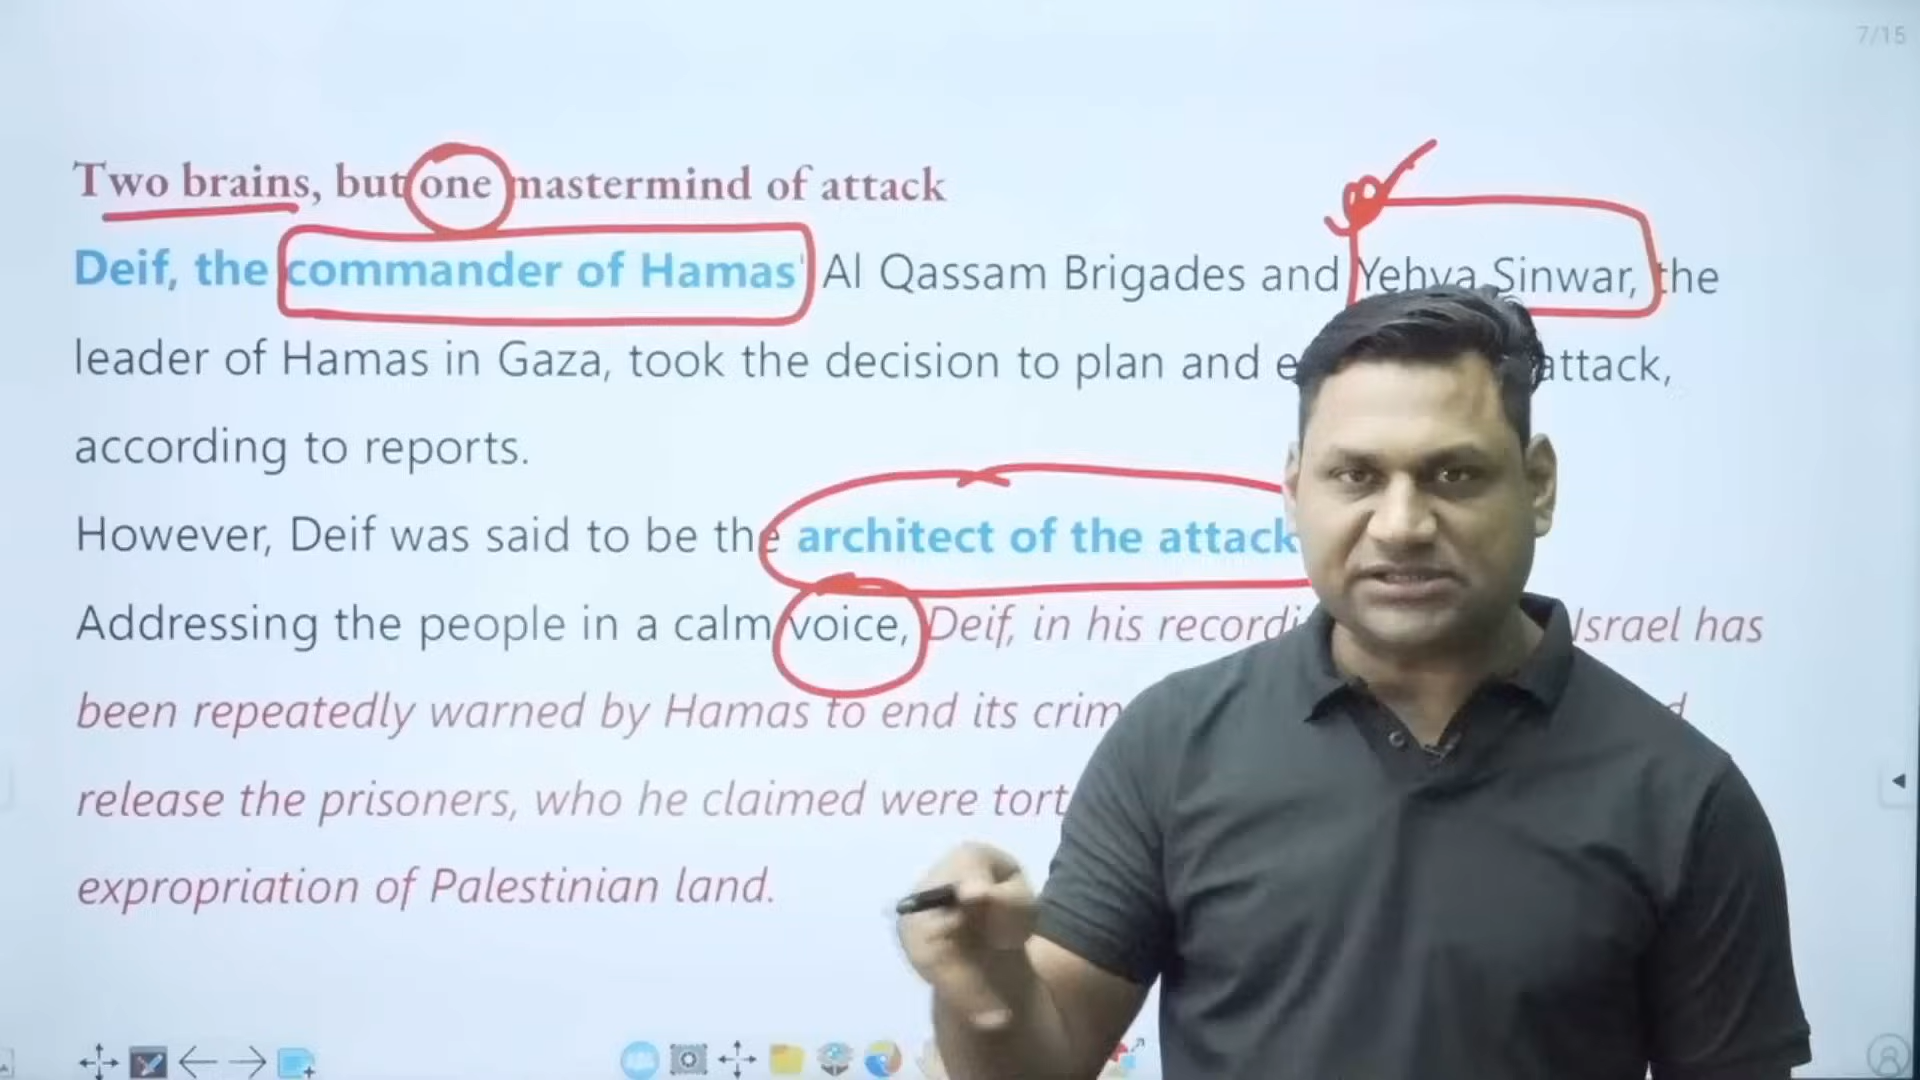 7/15
Two brains, but one mastermind of attack
Deif, the commander of Hamas' Al Qassam Brigades and Yehya Sinwar, the
leader of Hamas in Gaza, took the decision to plan and attack,
according to reports.
However, Deif was said to be the architect of the attack
Addressing the people in a calm voice, Deif, in his Israel has
been repeatedly warned by Hamas to end its
release the prisoners, who he claimed were
expropriation of Palestinian land.